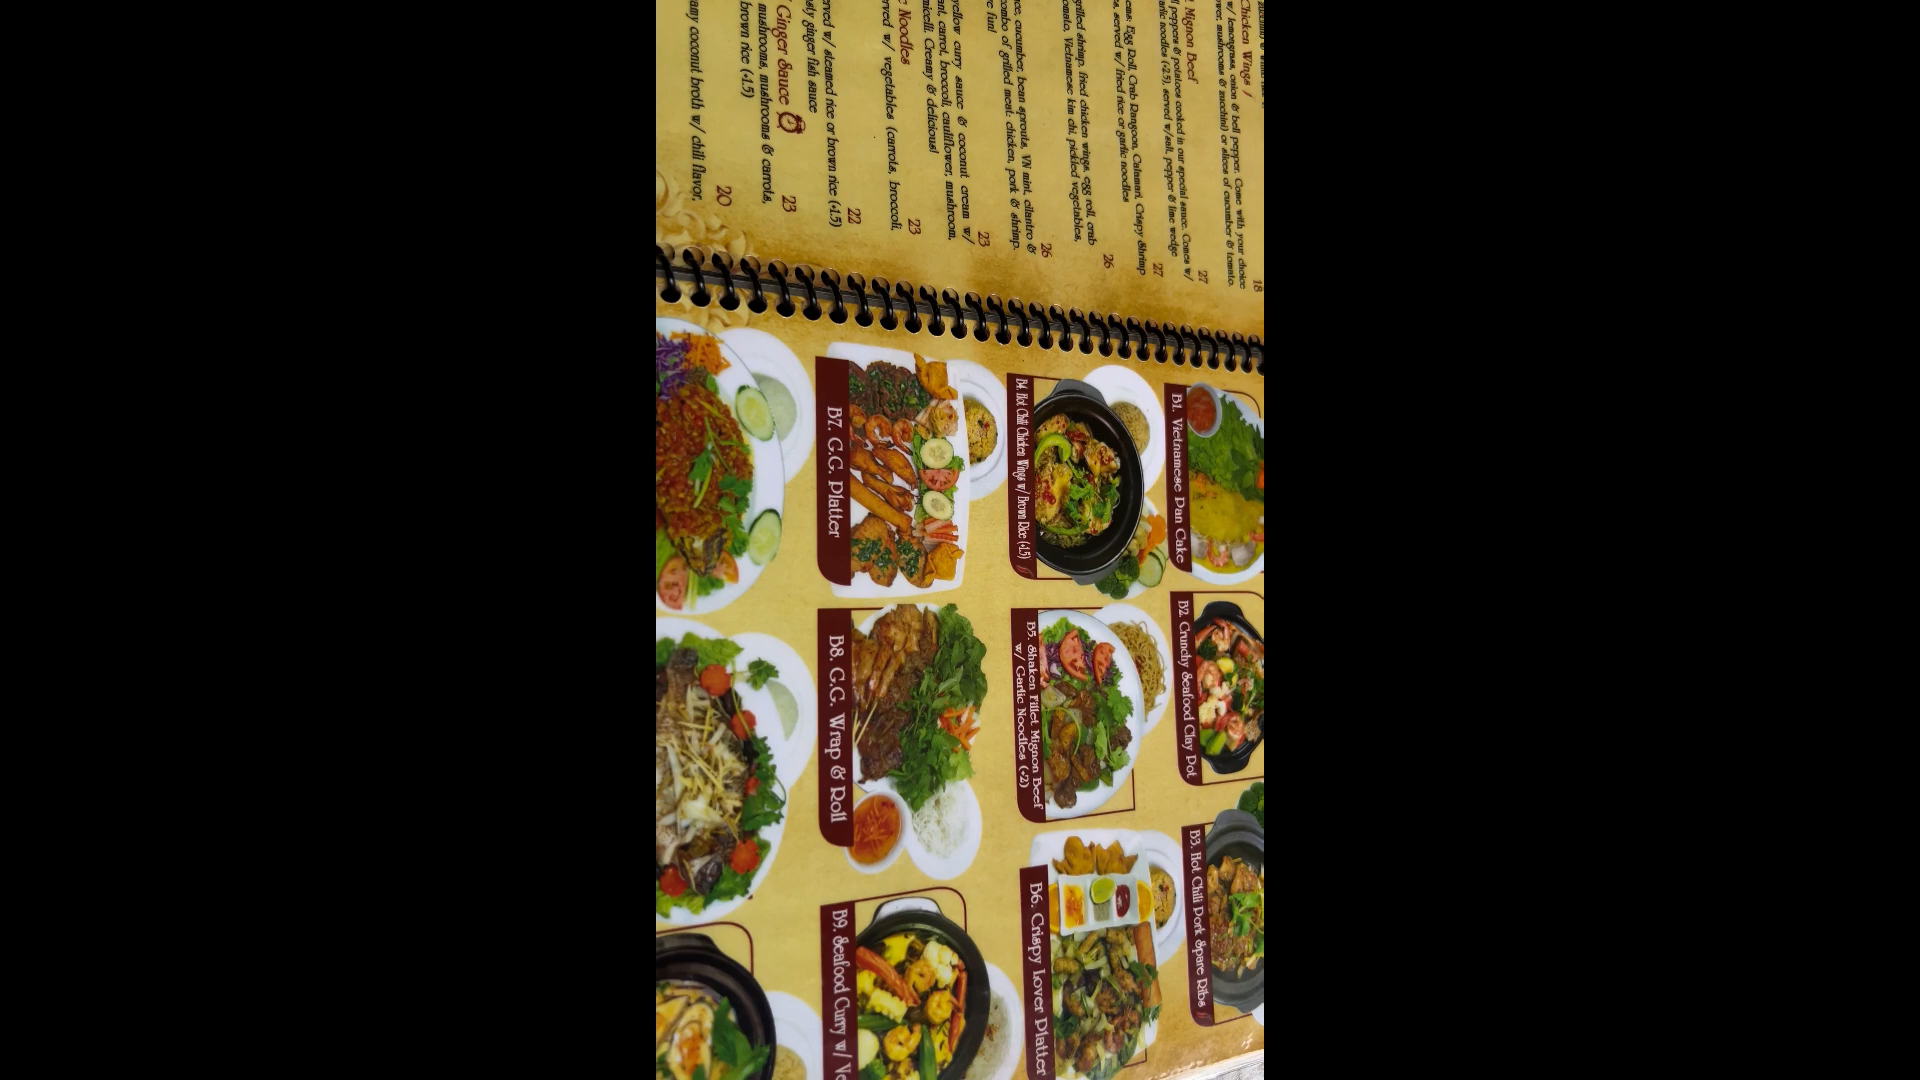 Chicken Wings /
18
w/ lemongrass, onion & bell pepper. Come with your choice
mushrooms & zucchini) or slices of cucumber & tomato.
Mignon Beef
27
peppers & potatoes cooked in our special sauce. Comes w/
garlic noodles (+2.5), served w/salt, pepper & lime wedge
27
Egg Roll, Crab Rangoon, Calamari, Crispy Shrimp
served w/ fried rice or garlic noodles
26
grilled shrimp, fried chicken wings, egg roll, crab
tomato, Vietnamese kim chi, pickled vegetables,
26
cucumber, bean sprouts, VN mint, cilantro &
combo of grilled meat: chicken, pork & shrimp.
fun!
23
yellow curry sauce & coconut cream w/
carrot, broccoli, cauliflower, mushroom,
Creamy & delicious!
Noodles
23
w/ vegetables (carrots, broccoli,
22
w/ steamed rice or brown rice (+1.5)
ginger fish sauce
Ginger Sauce
23
mushrooms, mushrooms & carrots,
brown rice (+1.5)
20
coconut broth w/ chili flavor,
B1. Vietnamese Pan Cake
B2. Crunchy Seafood Clay Pot
B3. Hot Chili Pork Spare Ribs
B4. Hot Chili Chicken Wings w/ Brown Rice (+1.5)
B5. Shaken Fillet Mignon Beef
w/ Garlic Noodles (+2)
B6. Crispy Lover Platter
B7. G.G. Platter
B8. G.G. Wrap & Roll
B9. Seafood Curry w/